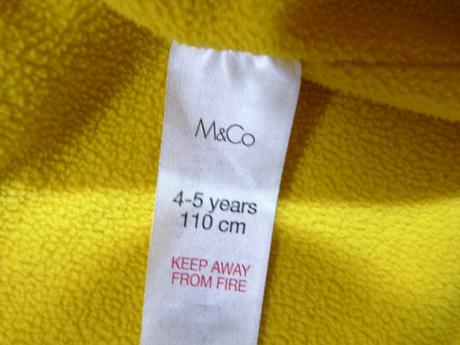 M&Co
4-5 years
110 cm
KEEP AWAY
FROM FIRE